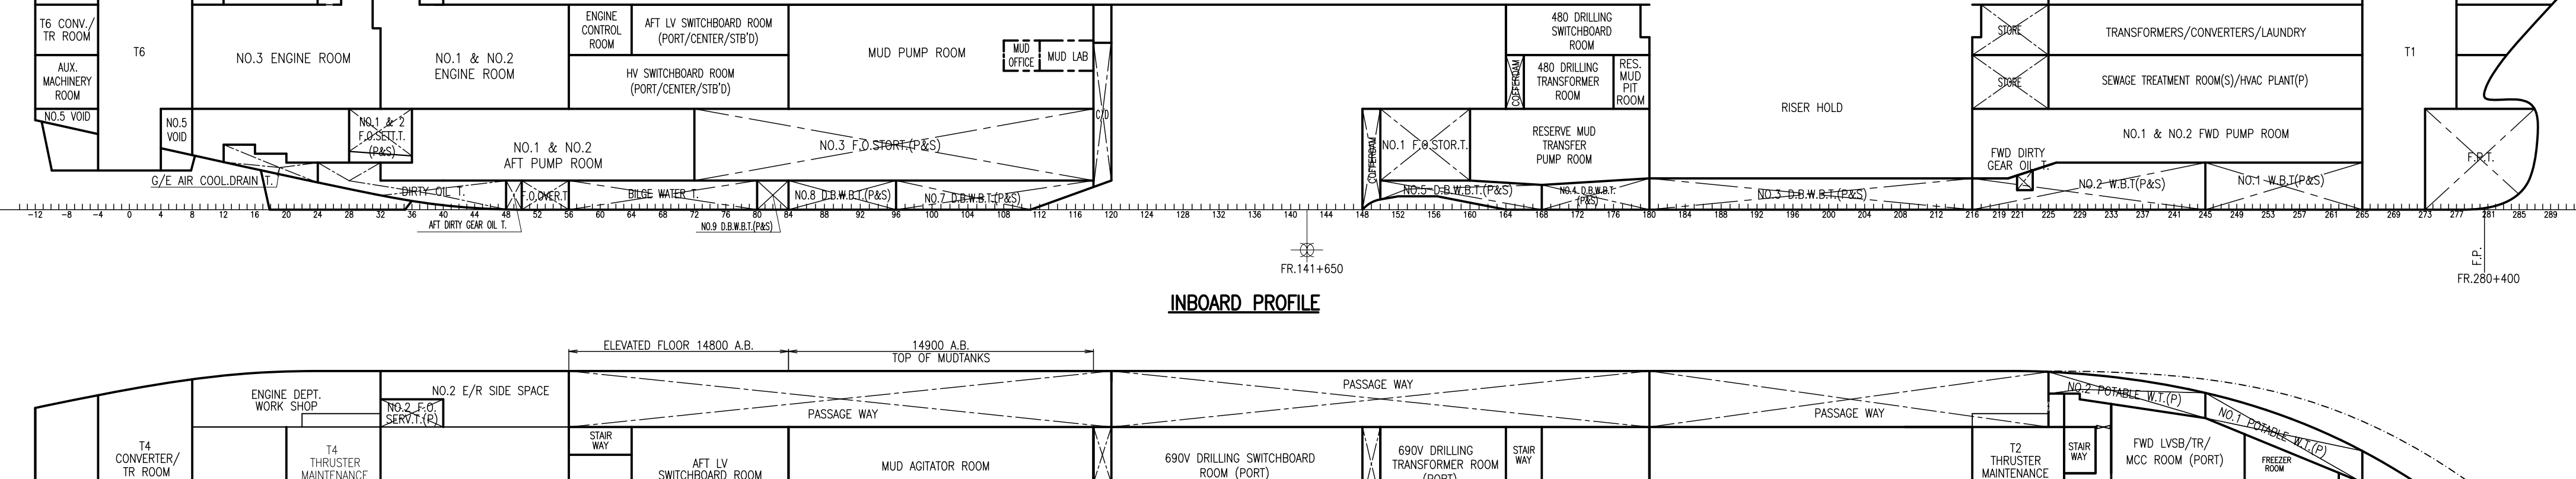 T6 CONV./
TR ROOM
T6
NO.3 ENGINE ROOM
NO.1 & NO.2
ENGINE ROOM
ENGINE
CONTROL
ROOM
AFT LV SWITCHBOARD ROOM
(PORT/CENTER/STB'D)
MUD PUMP ROOM
MUD
OFFICE
MUD LAB
480 DRILLING
SWITCHBOARD
ROOM
STORE
TRANSFORMERS/CONVERTERS/LAUNDRY
T1
AUX.
MACHINERY
ROOM
HV SWITCHBOARD ROOM
(PORT/CENTER/STB'D)
COFFERDAM
480 DRILLING
TRANSFORMER
ROOM
RES.
MUD
PIT
ROOM
STORE
SEWAGE TREATMENT ROOM(S)/HVAC PLANT(P)
NO.5 VOID
NO.5
VOID
NO.1 & 2
F.O.SETT.T.
(P&S)
NO.1 & NO.2
AFT PUMP ROOM
NO.3 F.O.STOR.T.(P&S)
C/D
COFFERDAM
NO.1 F.O.STOR.T.
RESERVE MUD
TRANSFER
PUMP ROOM
RISER HOLD
NO.1 & NO.2 FWD PUMP ROOM
FWD DIRTY
GEAR OIL T.
F.P.T.
G/E AIR COOL.DRAIN T.
DIRTY OIL T.
F.O.OVER.T.
BILGE WATER T.
NO.8 D.B.W.B.T(P&S)
NO.7 D.B.W.B.T.(P&S)
NO.5 D.B.W.B.T.(P&S)
NO.4 D.B.W.B.T.
(P&S)
NO.3 D.B.W.B.T.(P&S)
NO.2 W.B.T(P&S)
NO.1 W.B.T(P&S)
-12 -8 -4 0 4 8 12 16 20 24 28 32 36 40 44 48 52 56 60 64 68 72 76 80 84 88 92 96 100 104 108 112 116 120 124 128 132 136 140 144 148 152 156 160 164 168 172 176 180 184 188 192 196 200 204 208 212 216 219 221 225 229 233 237 241 245 249 253 257 261 265 269 273 277 281 285 289
AFT DIRTY GEAR OIL T.
NO.9 D.B.W.B.T.(P&S)
FR.141+650
F.P.
FR.280+400
INBOARD PROFILE
ELEVATED FLOOR 14800 A.B.
14900 A.B.
TOP OF MUDTANKS
ENGINE DEPT.
WORK SHOP
NO.2 E/R SIDE SPACE
NO.2 F.O.
SERV.T.(P)
PASSAGE WAY
PASSAGE WAY
PASSAGE WAY
NO.2 POTABLE W.T.(P)
NO.1 POTABLE W.T.(P)
T4
CONVERTER/
TR ROOM
T4
THRUSTER
MAINTENANCE
STAIR
WAY
AFT LV
SWITCHBOARD ROOM
MUD AGITATOR ROOM
690V DRILLING SWITCHBOARD
ROOM (PORT)
690V DRILLING
TRANSFORMER ROOM
(PORT)
STAIR
WAY
T2
THRUSTER
MAINTENANCE
STAIR
WAY
FWD LVSB/TR/
MCC ROOM (PORT)
FREEZER
ROOM